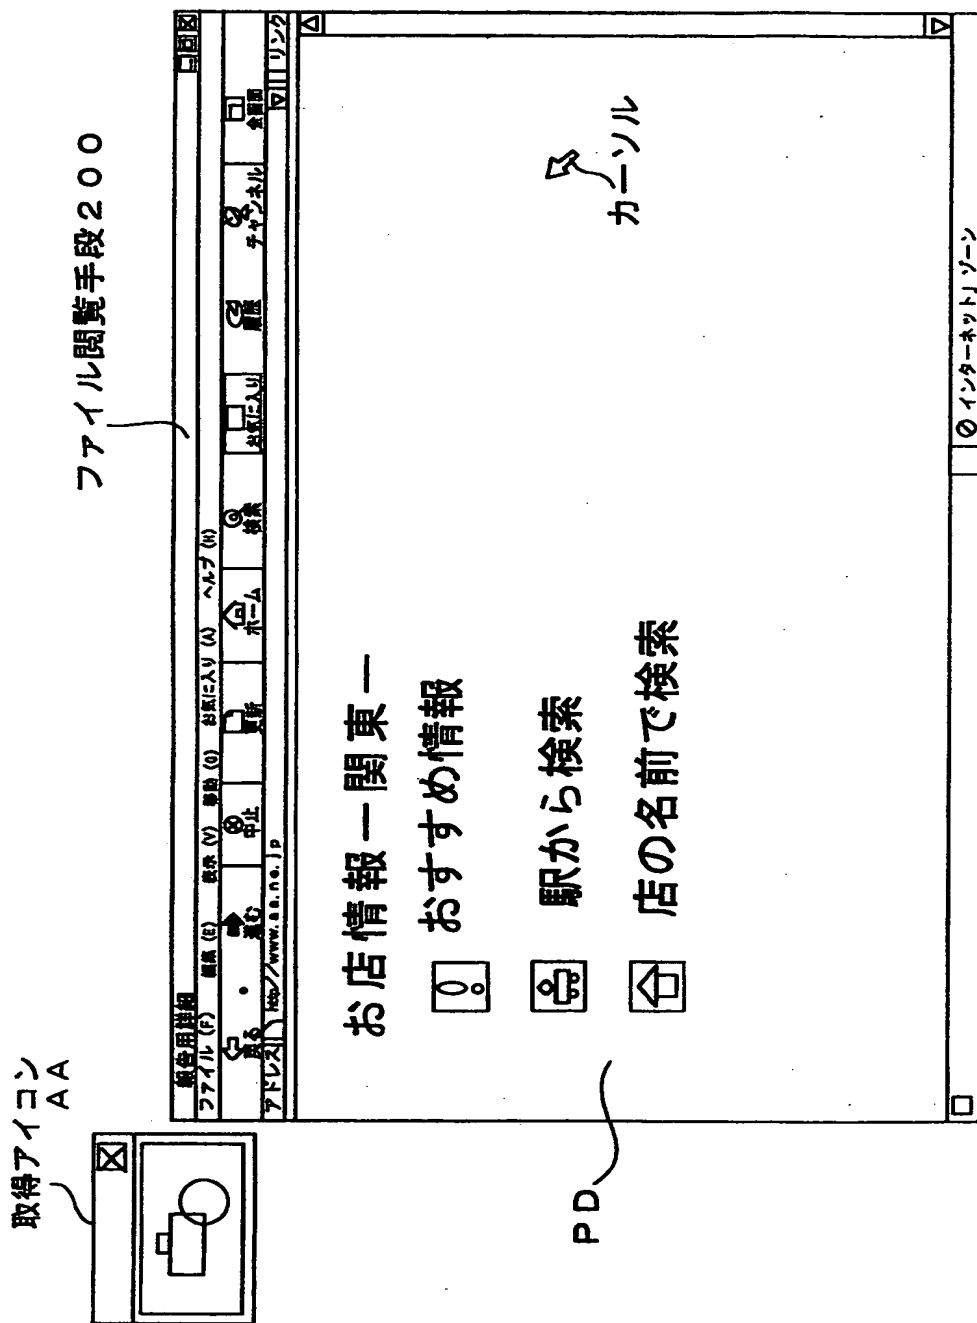 取得アイコン
AA
ファイル閲覧手段200
報告用詳細
ファイル(F) 編集(E) 表示(V) 移動(G) お気に入り(A) ヘルプ(H)
戻る 進む 中止 更新 ホーム 検索 お気に入り 履歴 チャンネル 全画面
アドレス http://www.aa.ne.jp リンク
お店情報ー関東ー
おすすめ情報
駅から検索
店の名前で検索
カーソル
PD
インターネット」ゾーン